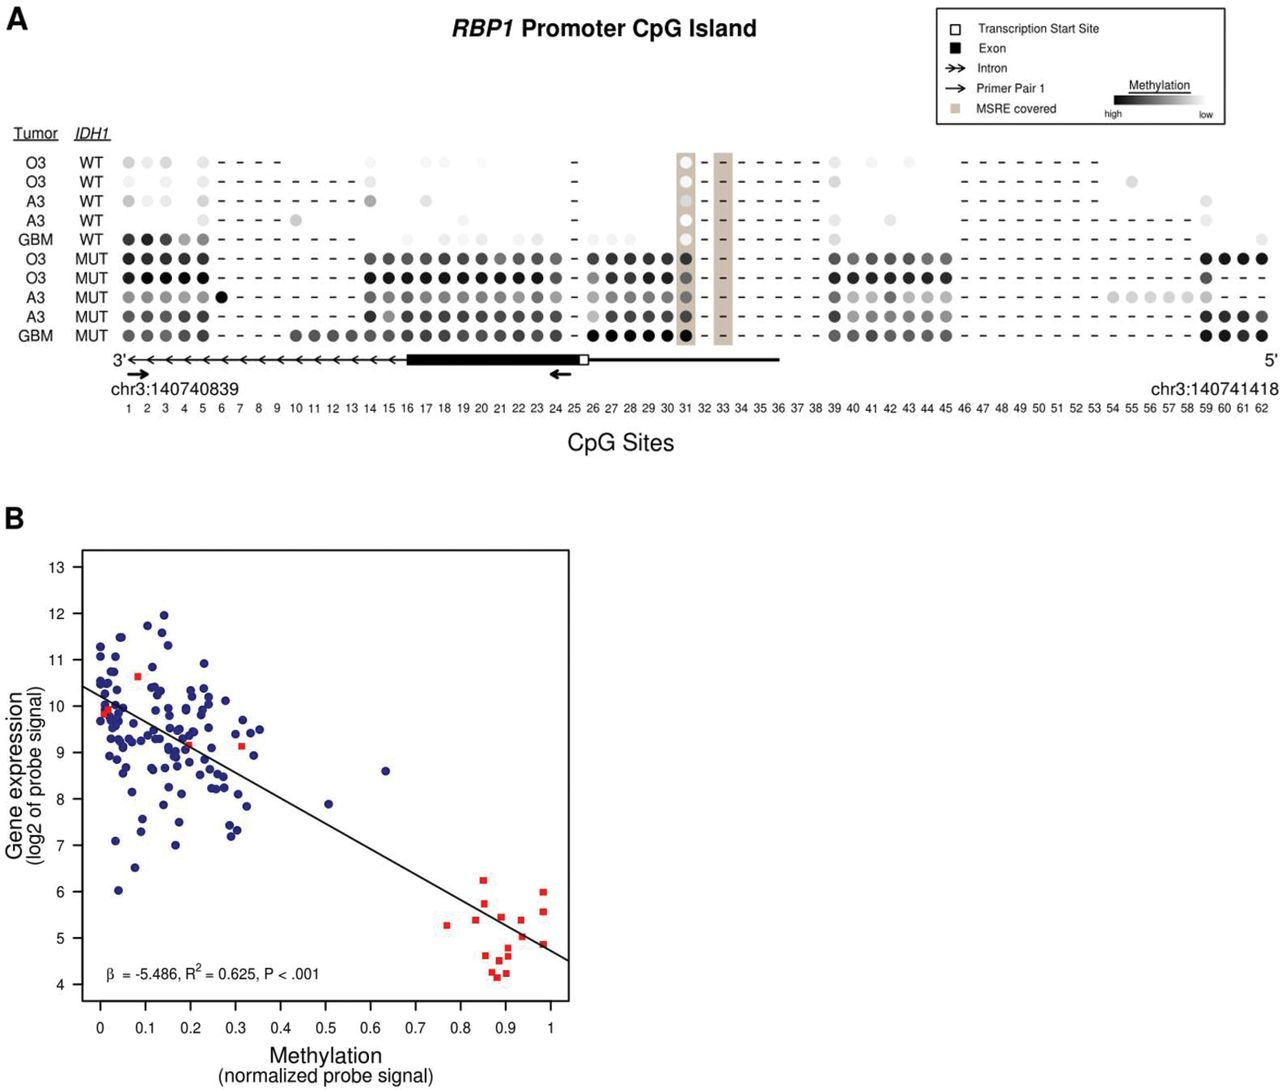 A
RBP1 Promoter CpG Island
Transcription Start Site
Exon
Intron
Primer Pair 1
MSRE covered
Methylation
high low
Tumor IDH1
O3 WT
O3 WT
A3 WT
A3 WT
GBM WT
O3 MUT
O3 MUT
A3 MUT
A3 MUT
GBM MUT
3' 5'
chr3:140740839 chr3:140741418
1 2 3 4 5 6 7 8 9 10 11 12 13 14 15 16 17 18 19 20 21 22 23 24 25 26 27 28 29 30 31 32 33 34 35 36 37 38 39 40 41 42 43 44 45 46 47 48 49 50 51 52 53 54 55 56 57 58 59 60 61 62
CpG Sites
B
13
12
11
10
9
8
7
6
5
4
Gene expression
(log2 of probe signal)
β = -5.486, R² = 0.625, P < .001
0 0.1 0.2 0.3 0.4 0.5 0.6 0.7 0.8 0.9 1
Methylation
(normalized probe signal)